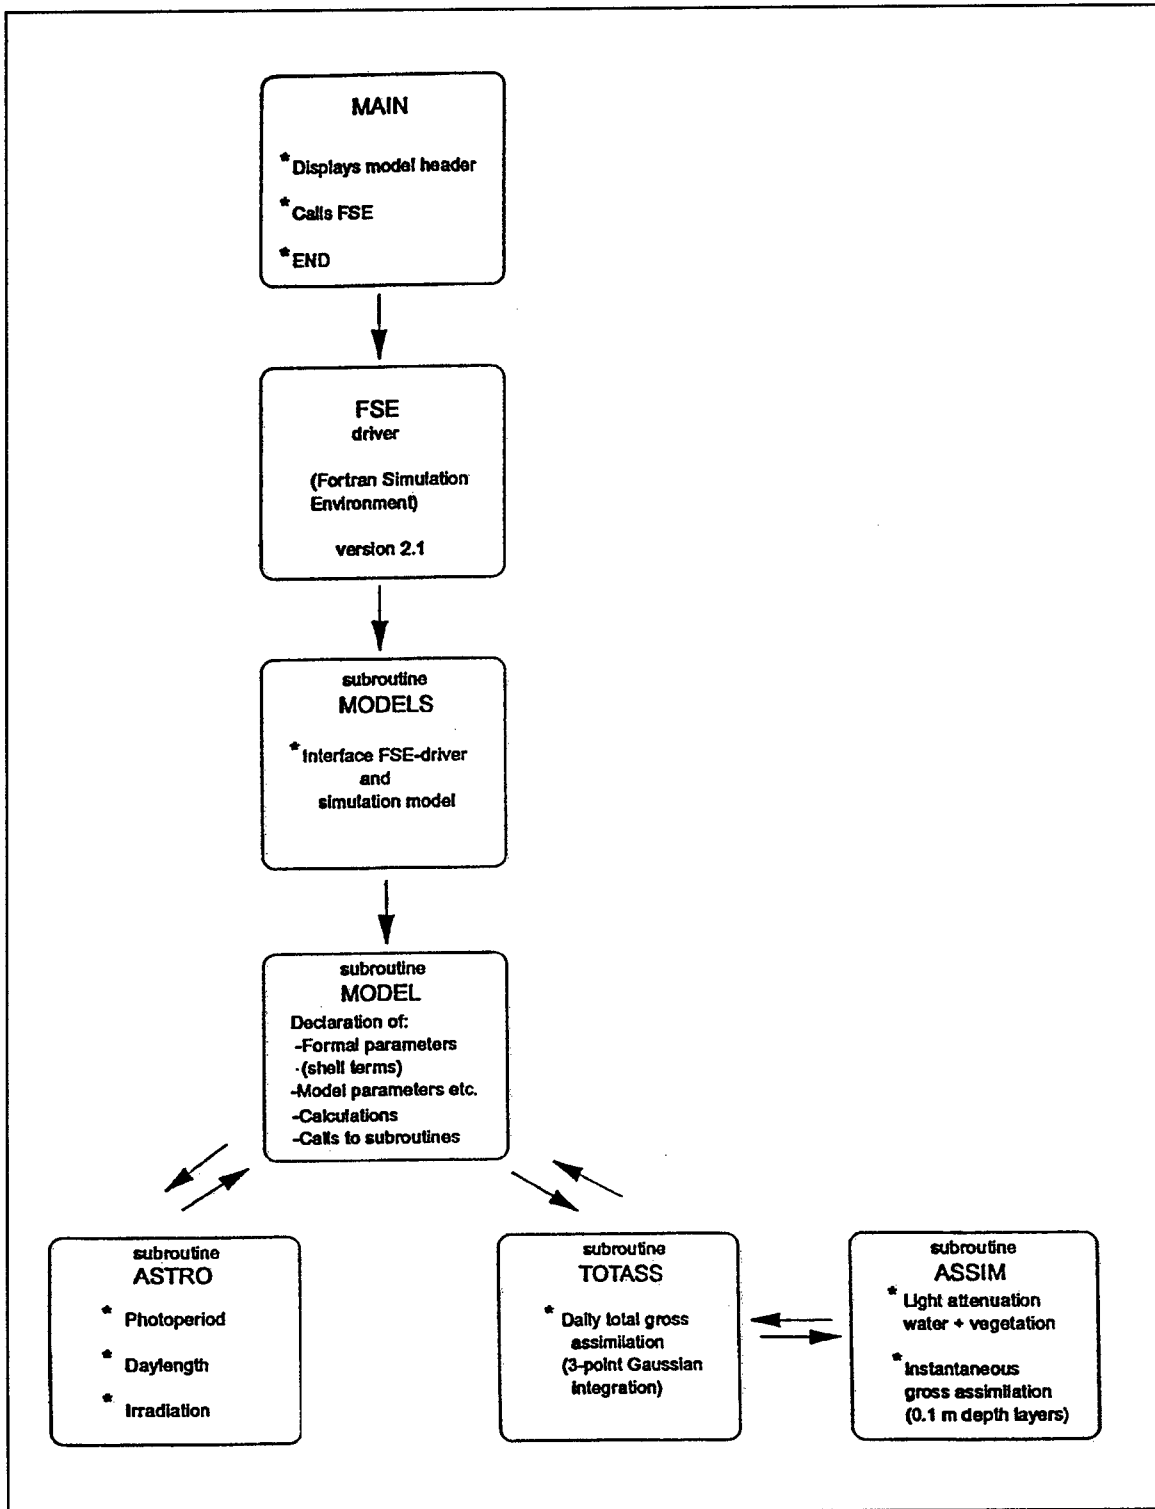 MAIN
* Displays model header
* Calls FSE
* END
FSE
driver
(Fortran Simulation
Environment)
version 2.1
subroutine
MODELS
* Interface FSE-driver
and
simulation model
subroutine
MODEL
Declaration of:
-Formal parameters
-(shell terms)
-Model parameters etc.
-Calculations
-Calls to subroutines
subroutine
ASTRO
* Photoperiod
* Daylength
* Irradiation
subroutine
TOTASS
* Daily total gross
assimilation
(3-point Gaussian
integration)
subroutine
ASSIM
* Light attenuation
water + vegetation
* Instantaneous
gross assimilation
(0.1 m depth layers)